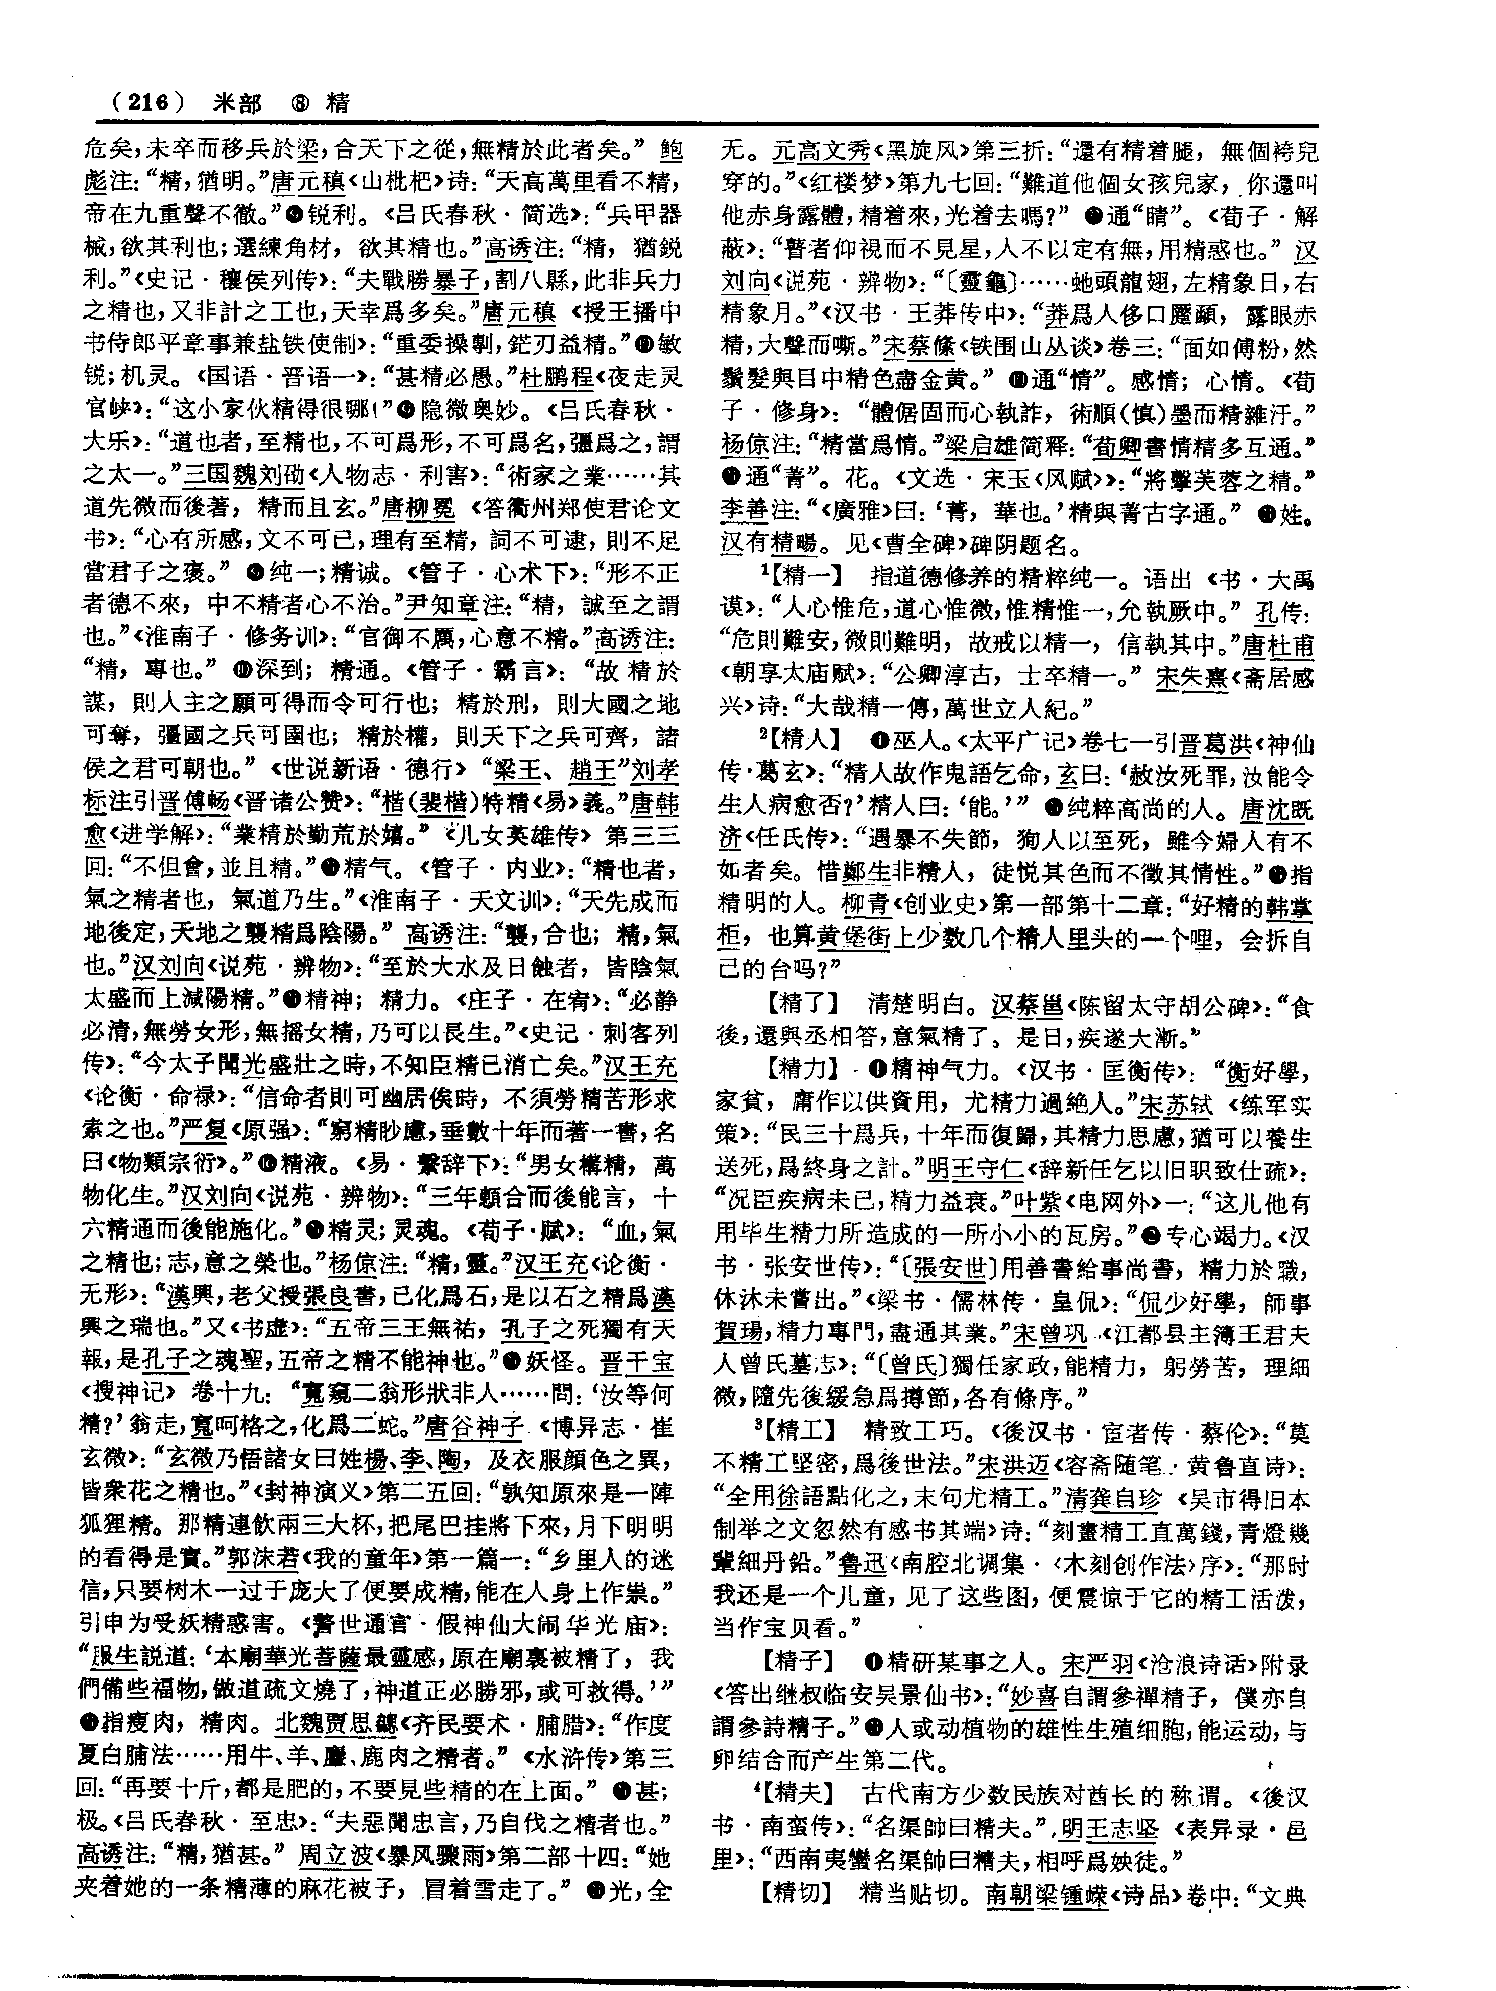 (216) 米部 ⑧ 精
危矣，未卒而移兵於梁，合天下之從，無精於此者矣。”鲍
彪注：“精，猶明。”唐元稹《山枇杷》诗：“天高萬里看不精，
帝在九重聲不徹。”锐利。《吕氏春秋·简选》：“兵甲器
械，欲其利也；選練角材，欲其精也。”高诱注：“精，猶鋭
利。”《史记·穰侯列传》：“夫戰勝暴子，割八縣，此非兵力
之精也，又非計之工也，天幸爲多矣。”唐元稹《授王播中
书侍郎平章事兼盐铁使制》：“重委操剸，鋩刃益精。”敏
锐；机灵。《国语·晋语一》：“甚精必愚。”杜鹏程《夜走灵
官峡》：“这小家伙精得很哪！”隐微奥妙。《吕氏春秋·
大乐》：“道也者，至精也，不可爲形，不可爲名，彊爲之，謂
之太一。”三国魏刘劭《人物志·利害》：“術家之業……其
道先微而後著，精而且玄。”唐柳冕《答衢州郑使君论文
书》：“心有所感，文不可已，理有至精，詞不可逮，則不足
當君子之褒。”纯一；精诚。《管子·心术下》：“形不正
者德不來，中不精者心不治。”尹知章注：“精，誠至之謂
也。”《淮南子·修务训》：“官御不厲，心意不精。”高诱注：
“精，專也。”深到；精通。《管子·霸言》：“故精於
謀，則人主之願可得而令可行也；精於刑，則大國之地
可奪，彊國之兵可圉也；精於權，則天下之兵可齊，諸
侯之君可朝也。”《世说新语·德行》“梁王、趙王”刘孝
标注引晋傅畅《晋诸公赞》：“楷(裴楷)特精《易》義。”唐韩
愈《进学解》：“業精於勤荒於嬉。”《儿女英雄传》第三三
回：“不但會，並且精。”精气。《管子·内业》：“精也者，
氣之精者也，氣道乃生。”《淮南子·天文训》：“天先成而
地後定，天地之襲精爲陰陽。”高诱注：“襲，合也；精，氣
也。”汉刘向《说苑·辨物》：“至於大水及日蝕者，皆陰氣
太盛而上減陽精。”精神；精力。《庄子·在宥》：“必静
必清，無勞女形，無摇女精，乃可以長生。”《史记·刺客列
传》：“今太子聞光盛壯之時，不知臣精已消亡矣。”汉王充
《论衡·命禄》：“信命者則可幽居俟時，不須勞精苦形求
索之也。”严复《原强》：“窮精眇慮，垂數十年而著一書，名
曰《物類宗衍》。”精液。《易·繫辞下》：“男女構精，萬
物化生。”汉刘向《说苑·辨物》：“三年顖合而後能言，十
六精通而後能施化。”精灵；灵魂。《荀子·赋》：“血，氣
之精也；志，意之榮也。”杨倞注：“精，靈。”汉王充《论衡·
无形》：“漢興，老父授張良書，已化爲石，是以石之精爲漢
興之瑞也。”又《书虚》：“五帝三王無祐，孔子之死獨有天
報，是孔子之魂聖，五帝之精不能神也。”妖怪。晋干宝
《搜神记》卷十九：“寬窺二翁形狀非人……問：‘汝等何
精？’翁走，寬呵格之，化爲二蛇。”唐谷神子《博异志·崔
玄微》：“玄微乃悟諸女曰姓楊、李、陶，及衣服顔色之異，
皆衆花之精也。”《封神演义》第二五回：“孰知原來是一陣
狐狸精。那精連飲兩三大杯，把尾巴挂將下來，月下明明
的看得是實。”郭沫若《我的童年》第一篇一：“乡里人的迷
信，只要树木一过于庞大了便要成精，能在人身上作祟。”
引申为受妖精惑害。《警世通言·假神仙大闹华光庙》：
“服生説道：‘本廟華光菩薩最靈感，原在廟裏被精了，我
們備些福物，做道疏文燒了，神道正必勝邪，或可救得。’”
指瘦肉，精肉。北魏贾思勰《齐民要术·脯腊》：“作度
夏白脯法……用牛、羊、麞、鹿肉之精者。”《水浒传》第三
回：“再要十斤，都是肥的，不要見些精的在上面。”甚；
极。《吕氏春秋·至忠》：“夫惡聞忠言，乃自伐之精者也。”
高诱注：“精，猶甚。”周立波《暴风骤雨》第二部十四：“她
夹着她的一条精薄的麻花被子，冒着雪走了。”光，全
无。元高文秀《黑旋风》第三折：“還有精着腿，無個袴兒
穿的。”《红楼梦》第九七回：“難道他個女孩兒家，你還叫
他赤身露體，精着來，光着去嗎？”通“睛”。《荀子·解
蔽》：“瞽者仰視而不見星，人不以定有無，用精惑也。”汉
刘向《说苑·辨物》：“〔靈龜〕……虵頭龍翅，左精象日，右
精象月。”《汉书·王莽传中》：“莽爲人侈口蹷顄，露眼赤
精，大聲而嘶。”宋蔡絛《铁围山丛谈》卷三：“面如傅粉，然
鬚髮與目中精色盡金黄。”通“情”。感情；心情。《荀
子·修身》：“體倨固而心執詐，術順(慎)墨而精雜汙。”
杨倞注：“精當爲情。”梁启雄简释：“荀卿書情精多互通。”
通“菁”。花。《文选·宋玉〈风赋〉》：“將擊芙蓉之精。”
李善注：“《廣雅》曰：‘菁，華也。’精與菁古字通。”姓。
汉有精暘。见《曹全碑》碑阴题名。
¹【精一】 指道德修养的精粹纯一。语出《书·大禹
谟》：“人心惟危，道心惟微，惟精惟一，允執厥中。”孔传：
“危則難安，微則難明，故戒以精一，信執其中。”唐杜甫
《朝享太庙赋》：“公卿淳古，士卒精一。”宋朱熹《斋居感
兴》诗：“大哉精一傳，萬世立人紀。”
²【精人】 ❶巫人。《太平广记》卷七一引晋葛洪《神仙
传·葛玄》：“精人故作鬼語乞命，玄曰：‘赦汝死罪，汝能令
生人病愈否？’精人曰：‘能。’”❷纯粹高尚的人。唐沈既
济《任氏传》：“遇暴不失節，狥人以至死，雖今婦人有不
如者矣。惜鄭生非精人，徒悦其色而不徵其情性。”❸指
精明的人。柳青《创业史》第一部第十二章：“好精的韩掌
柜，也算黄堡街上少数几个精人里头的一个哩，会拆自
己的台吗？”
【精了】 清楚明白。汉蔡邕《陈留太守胡公碑》：“食
後，還與丞相答，意氣精了、是日，疾遂大漸。”
【精力】 ❶精神气力。《汉书·匡衡传》：“衡好學，
家貧，庸作以供資用，尤精力過絶人。”宋苏轼《练军实
策》：“民三十爲兵，十年而復歸，其精力思慮，猶可以養生
送死，爲終身之計。”明王守仁《辞新任乞以旧职致仕疏》：
“况臣疾病未已，精力益衰。”叶紫《电网外》一：“这儿他有
用毕生精力所造成的一所小小的瓦房。”❷专心竭力。《汉
书·张安世传》：“〔張安世〕用善書給事尚書，精力於職，
休沐未嘗出。”《梁书·儒林传·皇侃》：“侃少好學，師事
賀瑒，精力專門，盡通其業。”宋曾巩《江都县主簿王君夫
人曾氏墓志》：“〔曾氏〕獨任家政，能精力，躬勞苦，理細
微，隨先後緩急爲撙節，各有條序。”
³【精工】 精致工巧。《後汉书·宦者传·蔡伦》：“莫
不精工堅密，爲後世法。”宋洪迈《容斋随笔·黄鲁直诗》：
“全用徐語點化之，末句尤精工。”清龚自珍《吴市得旧本
制举之文忽然有感书其端》诗：“刻畫精工直萬錢，青燈幾
輩細丹鉛。”鲁迅《南腔北调集·〈木刻创作法〉序》：“那时
我还是一个儿童，见了这些图，便震惊于它的精工活泼，
当作宝贝看。”
【精子】 ❶精研某事之人。宋严羽《沧浪诗话》附录
《答出继叔临安吴景仙书》：“妙喜自謂參禪精子，僕亦自
謂參詩精子。”❷人或动植物的雄性生殖细胞，能运动，与
卵结合而产生第二代。
⁴【精夫】 古代南方少数民族对酋长的称谓。《後汉
书·南蛮传》：“名渠帥曰精夫。”明王志坚《表异录·邑
里》：“西南夷蠻名渠帥曰精夫，相呼爲姎徒。”
【精切】 精当贴切。南朝梁锺嵘《诗品》卷中：“文典